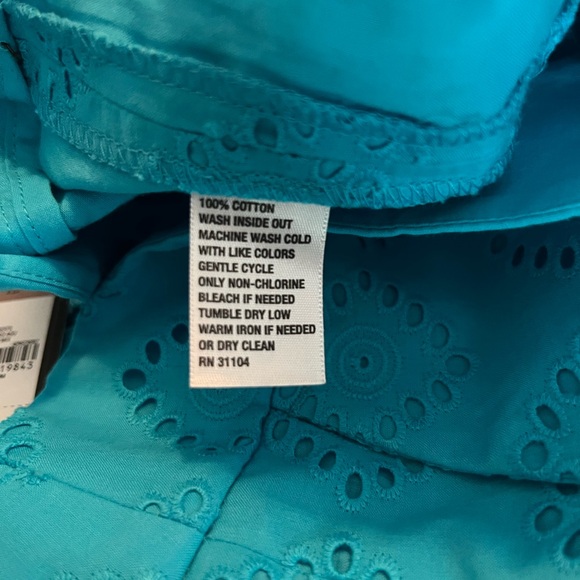 100% COTTON
WASH INSIDE OUT
MACHINE WASH COLD
WITH LIKE COLORS
GENTLE CYCLE
ONLY NON-CHLORINE
BLEACH IF NEEDED
TUMBLE DRY LOW
WARM IRON IF NEEDED
OR DRY CLEAN
RN 31104
19843